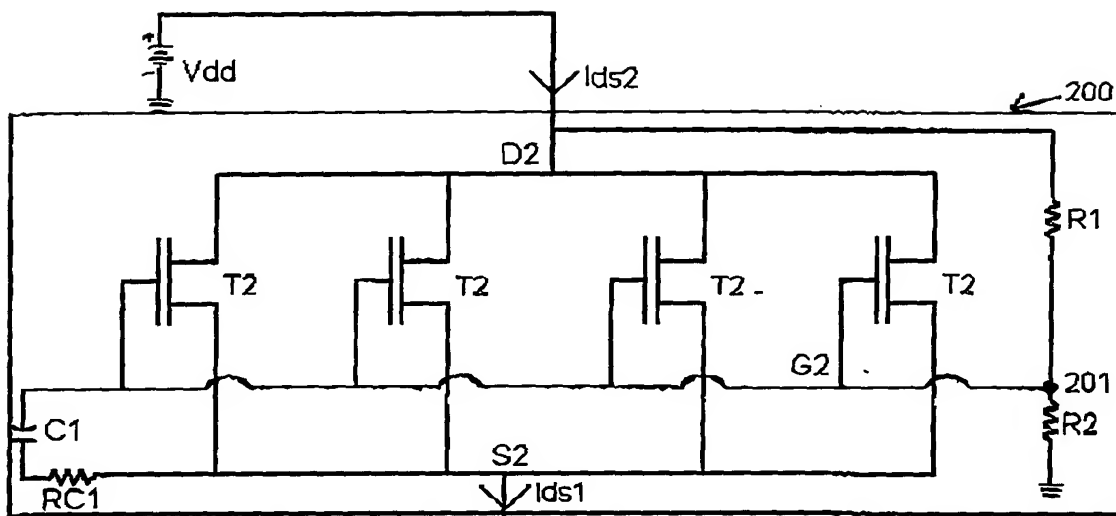 +
-
Vdd
Ids2
200
D2
R1
T2
T2
T2
T2
G2
201
C1
R2
S2
RC1
Ids1